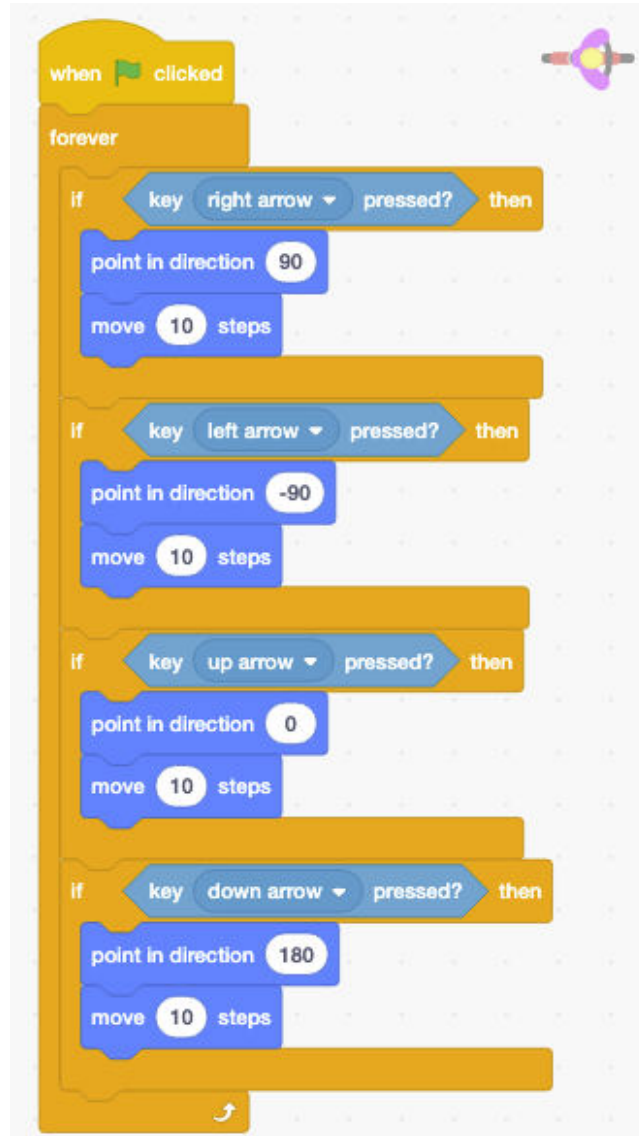 when clicked
forever
if key right arrow pressed? then
point in direction 90
move 10 steps
if key left arrow pressed? then
point in direction -90
move 10 steps
if key up arrow pressed? then
point in direction 0
move 10 steps
if key down arrow pressed? then
point in direction 180
move 10 steps